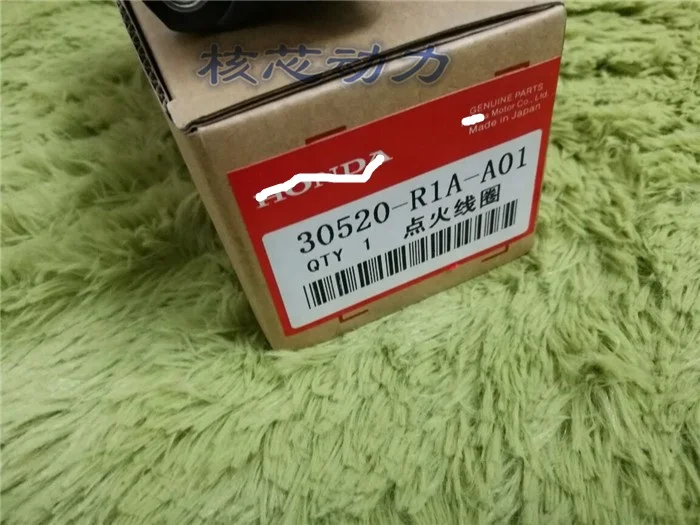 核芯动力
GENUINE PARTS
Motor Co., Ltd.
Made in Japan
HONDA
30520-R1A-A01
QTY 1 点火线圈